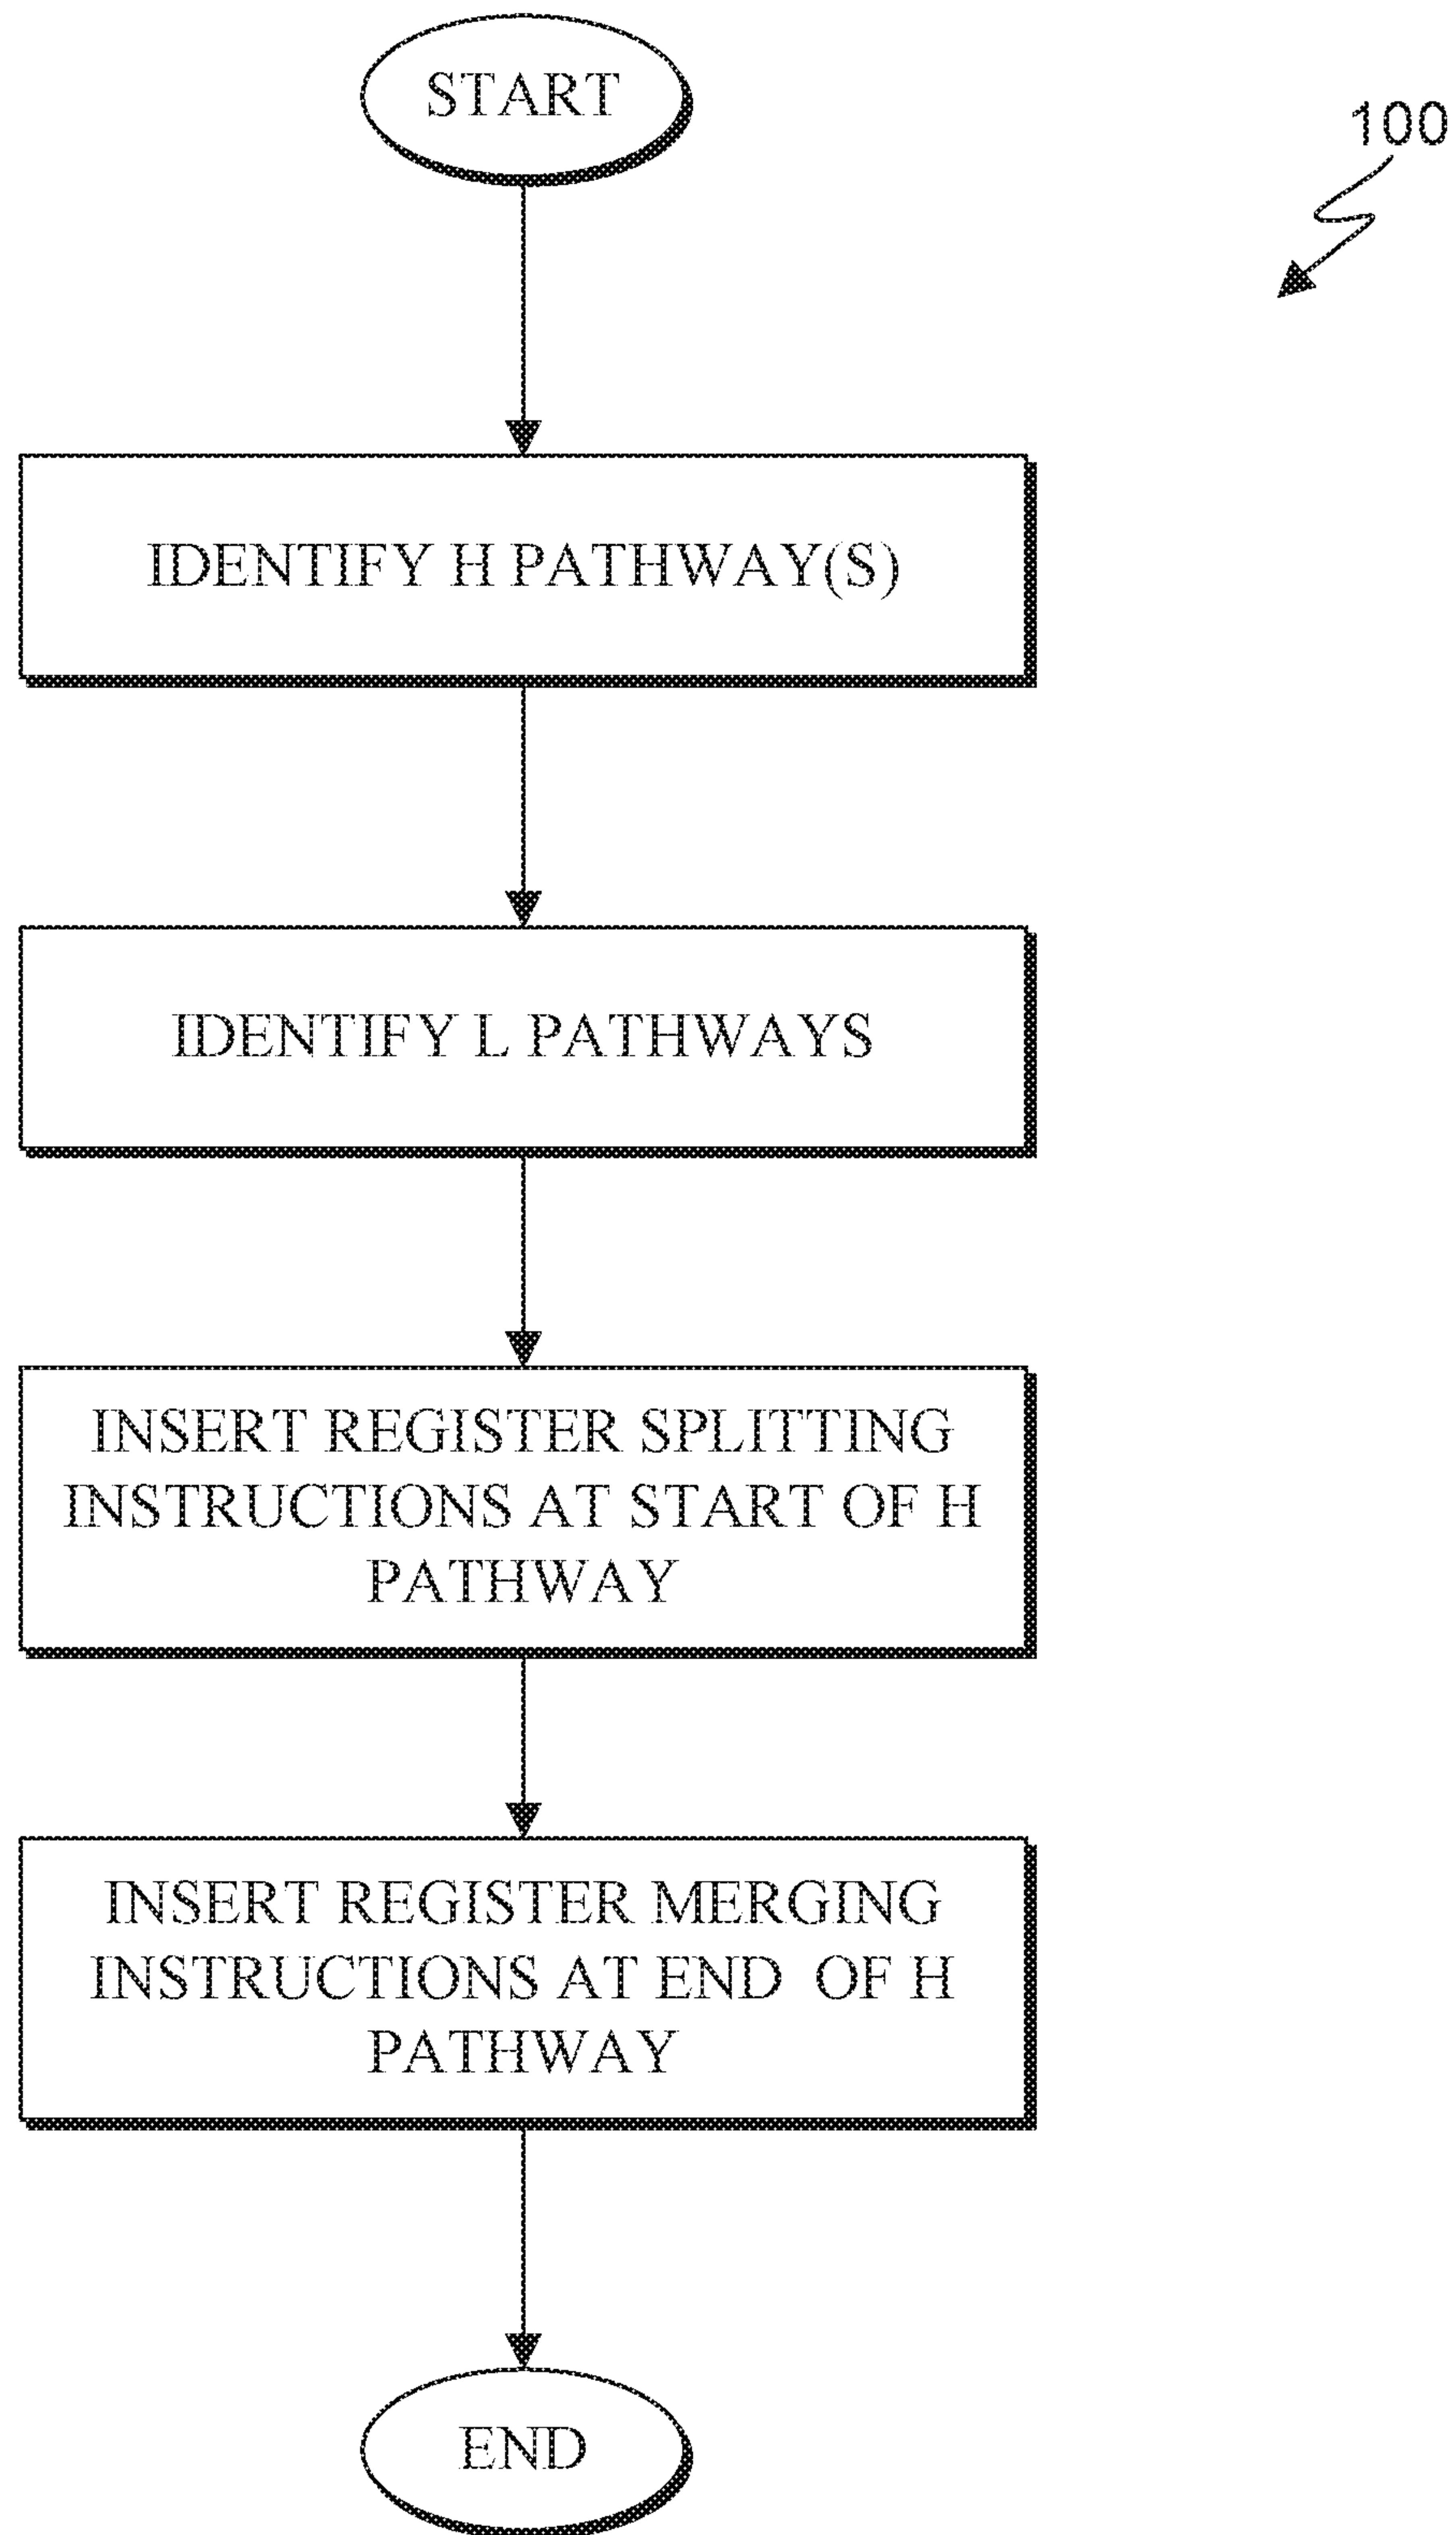 START
100
IDENTIFY H PATHWAY(S)
IDENTIFY L PATHWAYS
INSERT REGISTER SPLITTING
INSTRUCTIONS AT START OF H
PATHWAY
INSERT REGISTER MERGING
INSTRUCTIONS AT END OF H
PATHWAY
END